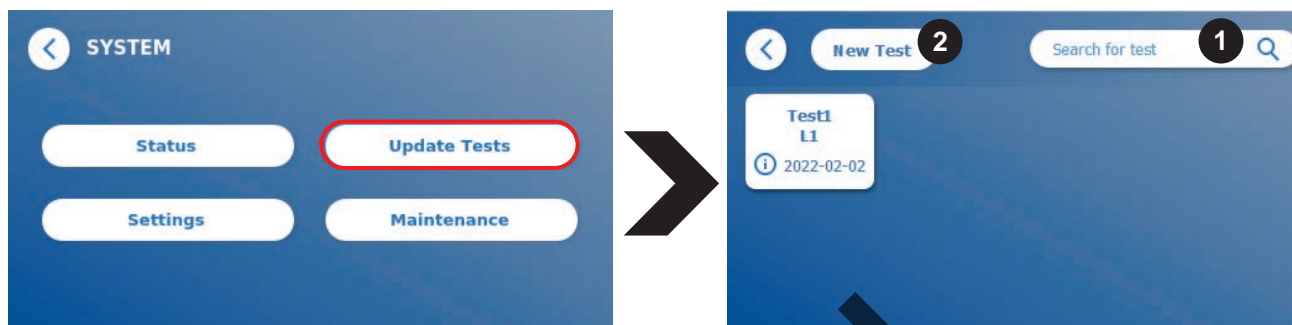 SYSTEM
Status
Update Tests
Settings
Maintenance
New Test
2
Search for test
1
Test1
L1
2022-02-02